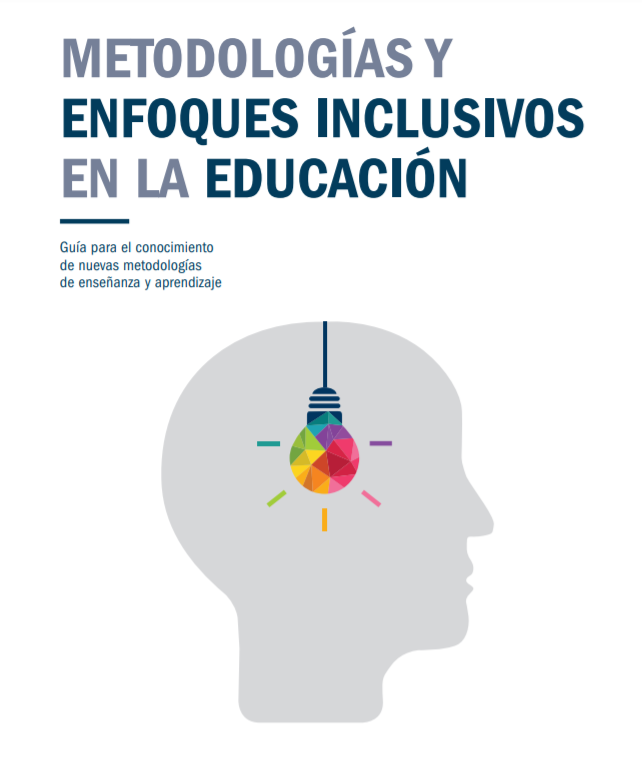 METODOLOGÍAS Y
ENFOQUES INCLUSIVOS
EN LA EDUCACIÓN
Guía para el conocimiento
de nuevas metodologías
de enseñanza y aprendizaje